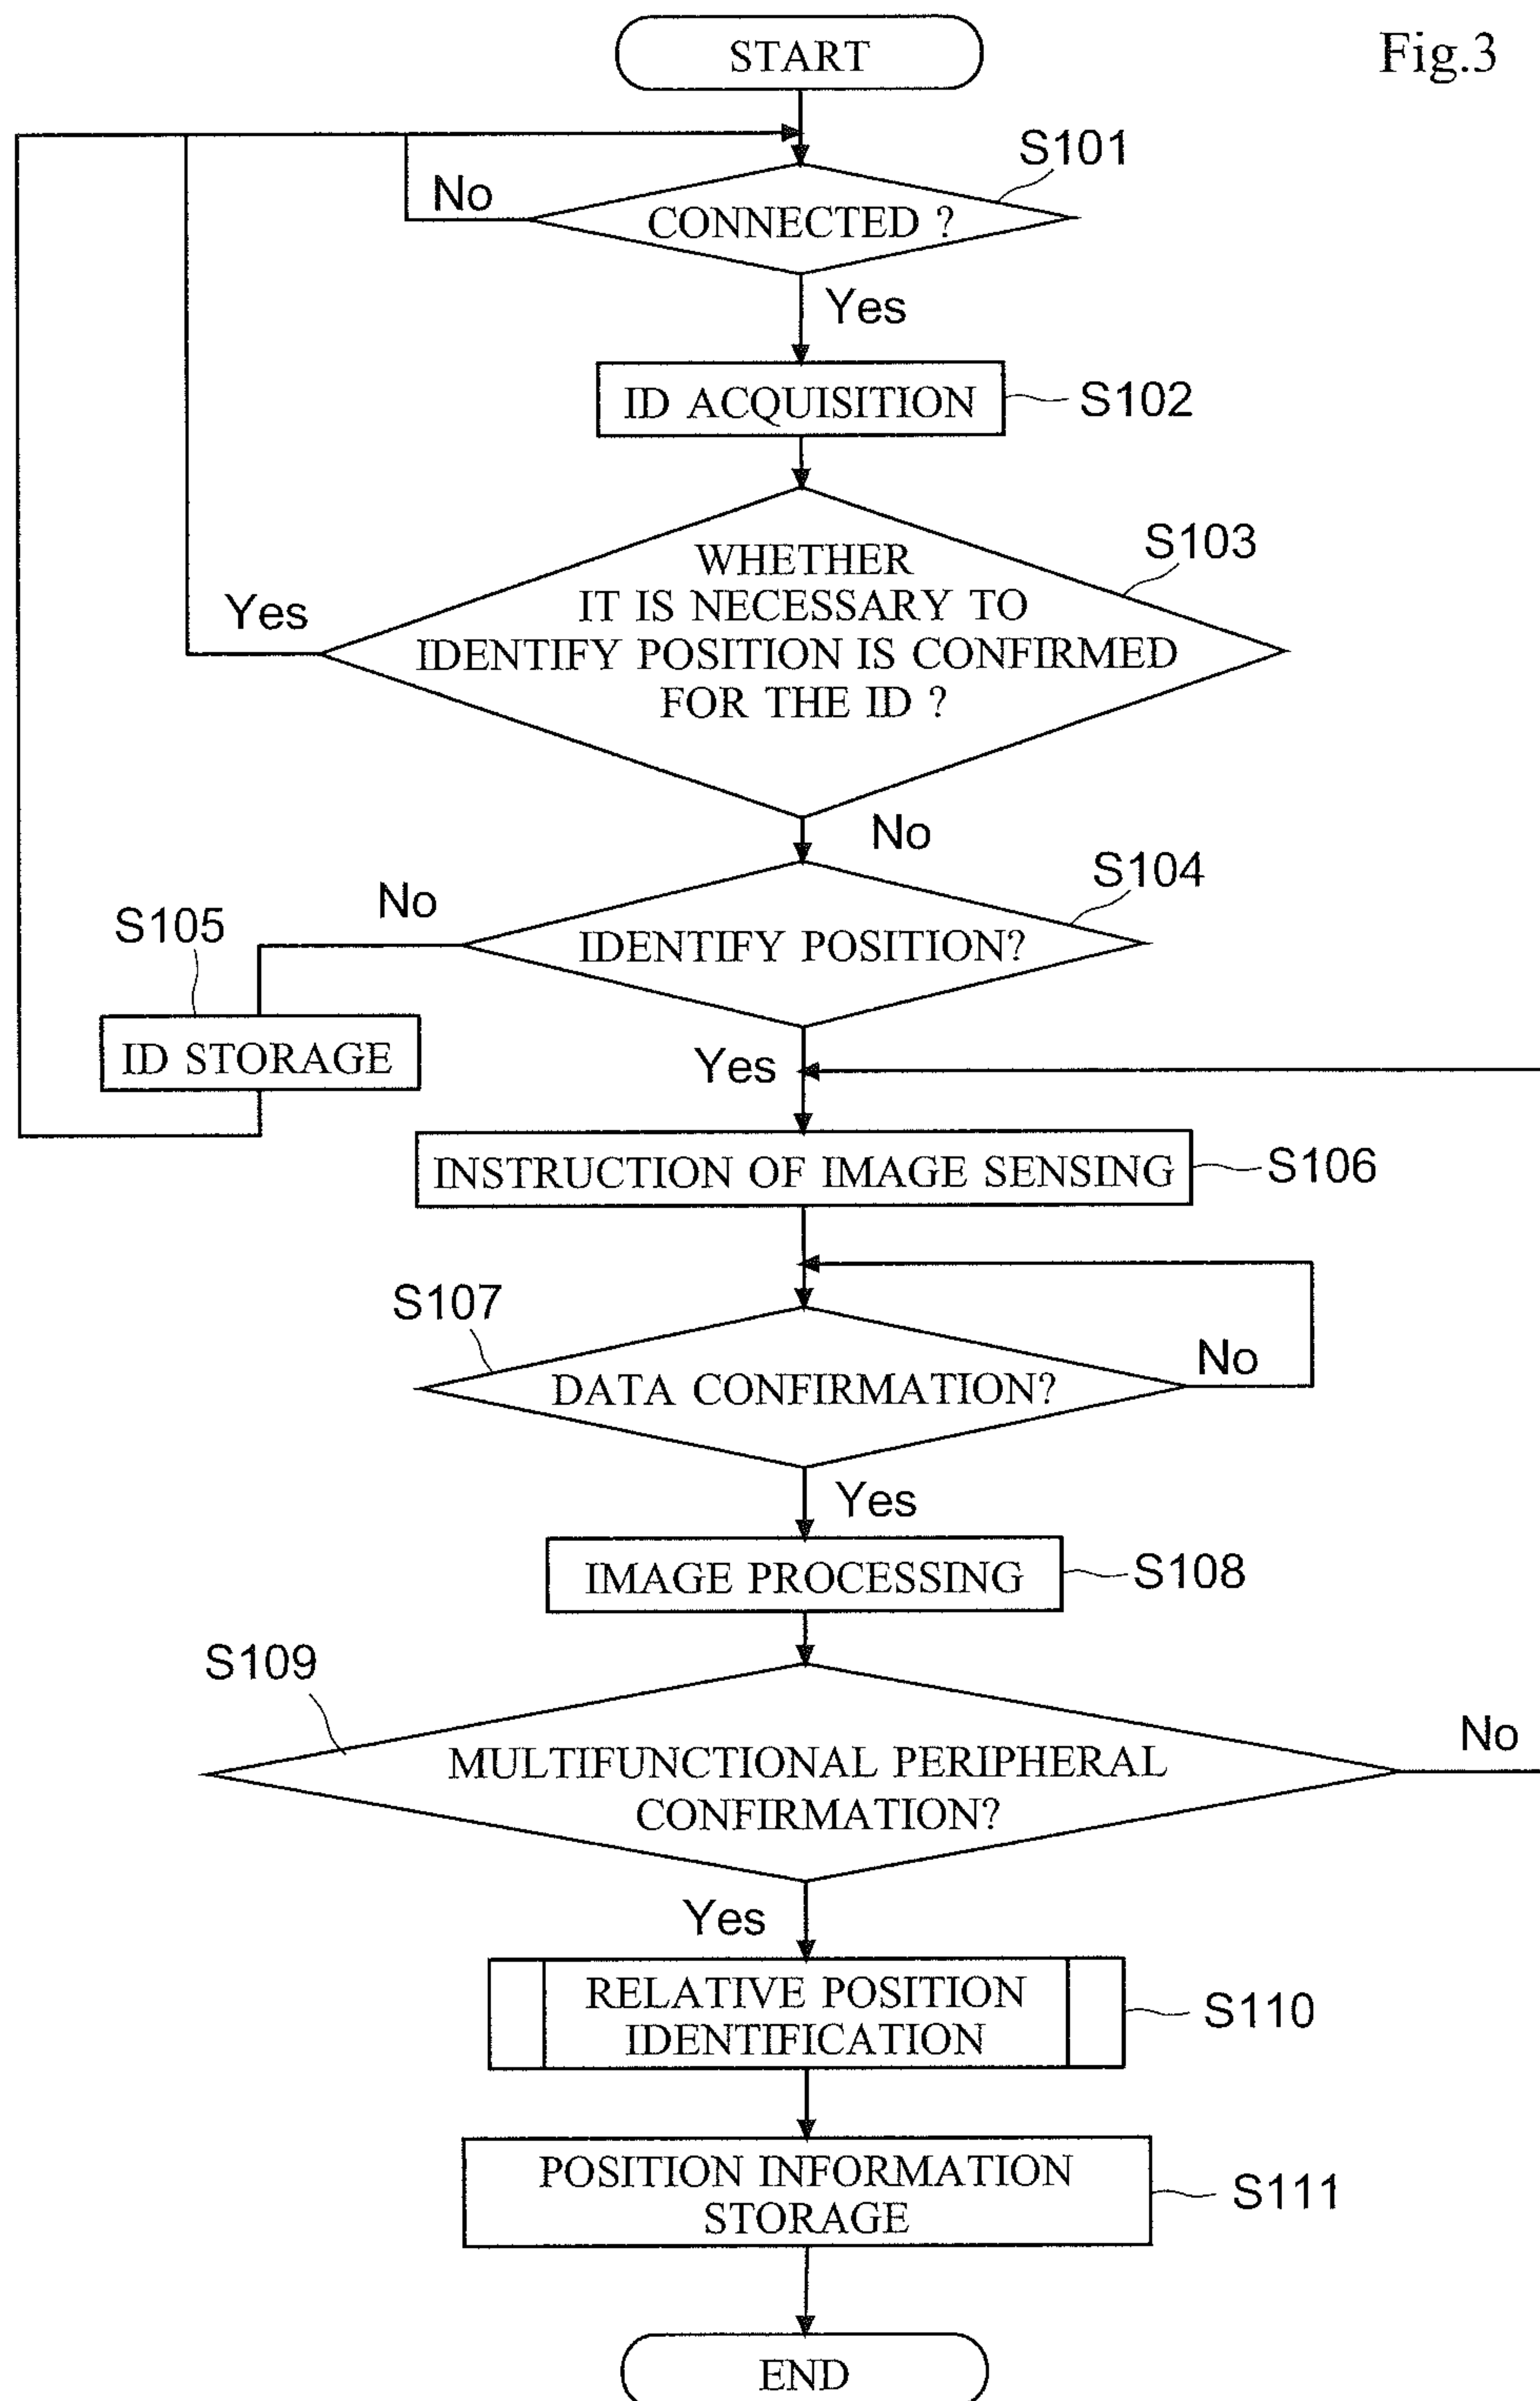 START
Fig.3
S101
No
CONNECTED ?
Yes
ID ACQUISITION
S102
S103
WHETHER
IT IS NECESSARY TO
IDENTIFY POSITION IS CONFIRMED
FOR THE ID ?
Yes
No
S104
No
S105
IDENTIFY POSITION?
ID STORAGE
Yes
INSTRUCTION OF IMAGE SENSING
S106
S107
No
DATA CONFIRMATION?
Yes
IMAGE PROCESSING
S108
S109
No
MULTIFUNCTIONAL PERIPHERAL
CONFIRMATION?
Yes
RELATIVE POSITION
IDENTIFICATION
S110
POSITION INFORMATION
STORAGE
S111
END